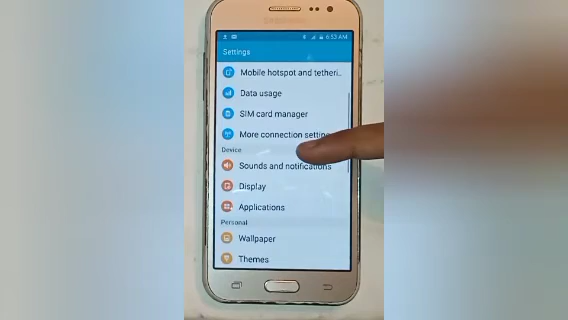 SAMSUNG
6:53 AM
Settings
Mobile hotspot and tetheri..
Data usage
SIM card manager
More connection settin
Device
Sounds and notifications
Display
Applications
Personal
Wallpaper
Themes